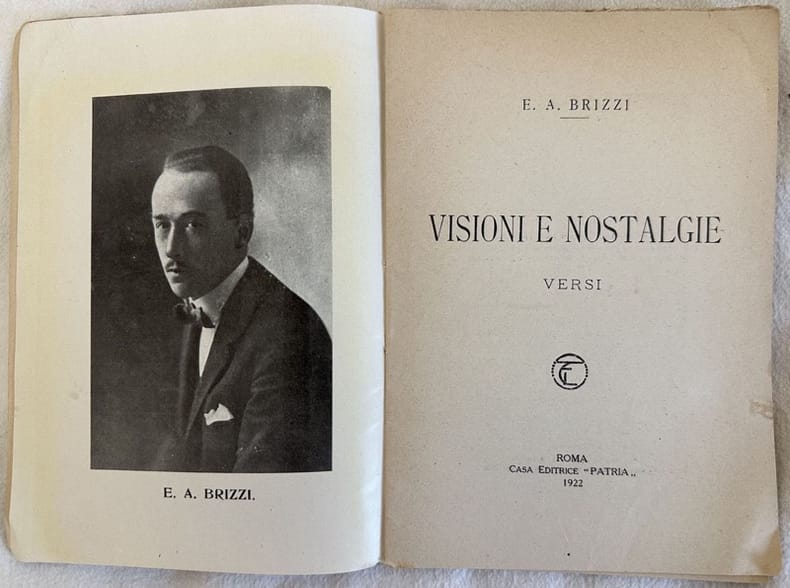 E. A. BRIZZI.
E. A. BRIZZI
VISIONI E NOSTALGIE
VERSI
ROMA
CASA EDITRICE "PATRIA„
1922